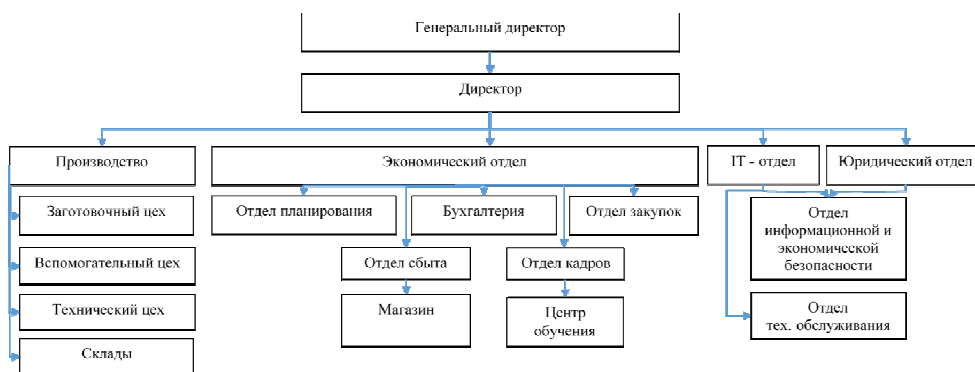 Генеральный директор
Директор
Производство
Экономический отдел
IT - отдел
Юридический отдел
Заготовочный цех
Отдел планирования
Бухгалтерия
Отдел закупок
Отдел
информационной и
экономической
безопасности
Вспомогательный цех
Отдел сбыта
Отдел кадров
Технический цех
Магазин
Центр
обучения
Отдел
тех. обслуживания
Склады